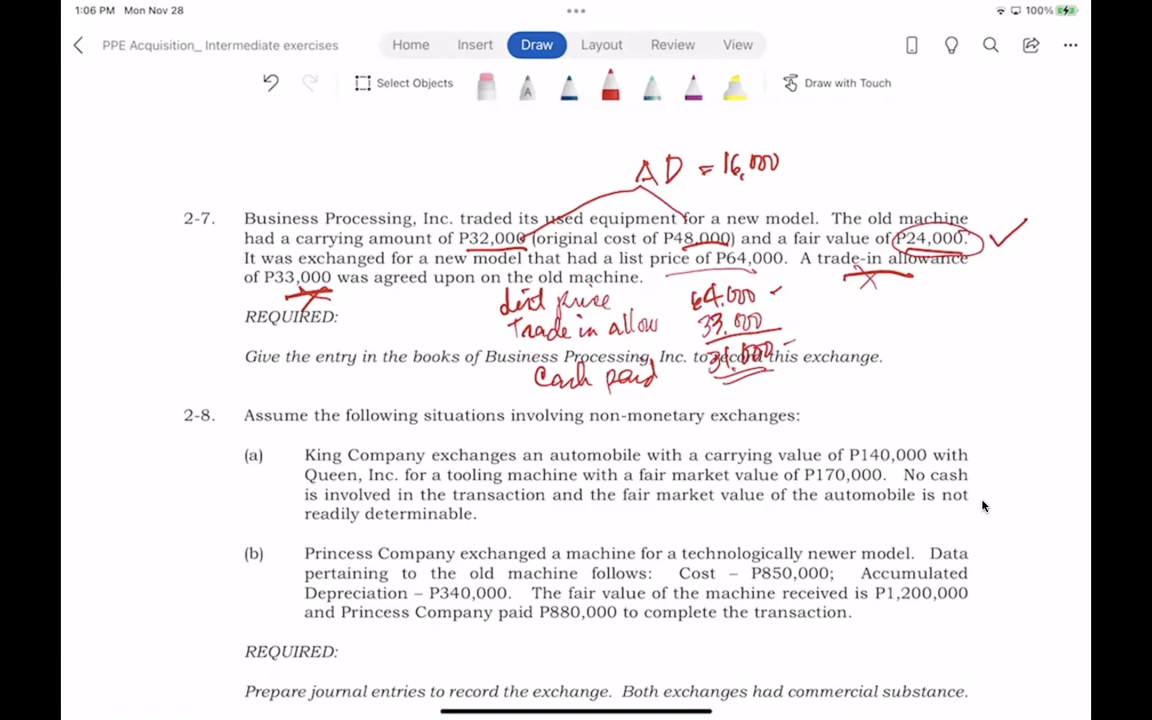 1:06 PM Mon Nov 28
100%
PPE Acquisition_ Intermediate exercises
Home Insert Draw Layout Review View
Select Objects
A
Draw with Touch
AD = 16,000
2-7. Business Processing, Inc. traded its used equipment for a new model. The old machine
had a carrying amount of P32,000 (original cost of P48,000) and a fair value of P24,000.
It was exchanged for a new model that had a list price of P64,000. A trade-in allowance
of P33,000 was agreed upon on the old machine.
list price 64,000
REQUIRED:
Trade in allow 33,000
Give the entry in the books of Business Processing, Inc. to record this exchange.
Cash paid 31,000
2-8. Assume the following situations involving non-monetary exchanges:
(a) King Company exchanges an automobile with a carrying value of P140,000 with
Queen, Inc. for a tooling machine with a fair market value of P170,000. No cash
is involved in the transaction and the fair market value of the automobile is not
readily determinable.
(b) Princess Company exchanged a machine for a technologically newer model. Data
pertaining to the old machine follows: Cost – P850,000; Accumulated
Depreciation – P340,000. The fair value of the machine received is P1,200,000
and Princess Company paid P880,000 to complete the transaction.
REQUIRED:
Prepare journal entries to record the exchange. Both exchanges had commercial substance.